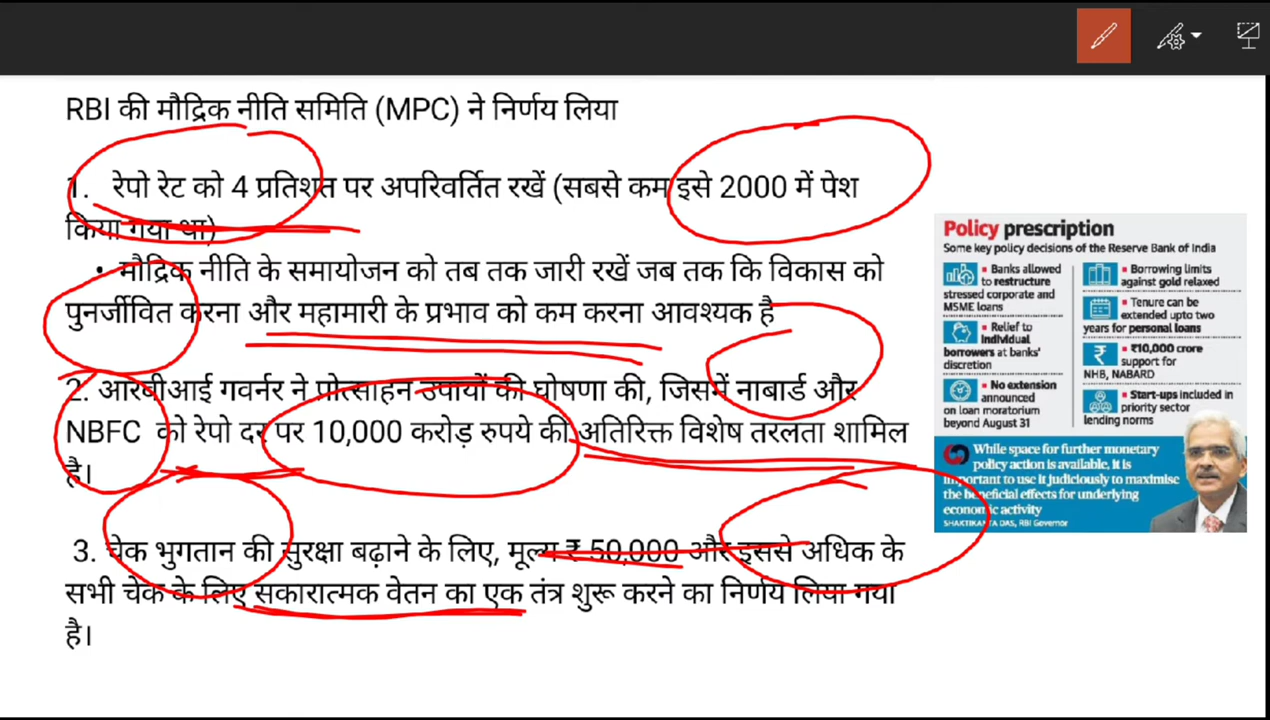 RBI की मौद्रिक नीति समिति (MPC) ने निर्णय लिया
1. रेपो रेट को 4 प्रतिशत पर अपरिवर्तित रखें (सबसे कम इसे 2000 में पेश
किया गया था)
• मौद्रिक नीति के समायोजन को तब तक जारी रखें जब तक कि विकास को
पुनर्जीवित करना और महामारी के प्रभाव को कम करना आवश्यक है
2. आरबीआई गवर्नर ने प्रोत्साहन उपायों की घोषणा की, जिसमें नाबार्ड और
NBFC को रेपो दर पर 10,000 करोड़ रुपये की अतिरिक्त विशेष तरलता शामिल
है।
3. चेक भुगतान की सुरक्षा बढ़ाने के लिए, मूल्य ₹ 50,000 और इससे अधिक के
सभी चेक के लिए सकारात्मक वेतन का एक तंत्र शुरू करने का निर्णय लिया गया
है।
Policy prescription
Some key policy decisions of the Reserve Bank of India
Banks allowed
to restructure
stressed corporate and
MSME loans
Relief to
individual
borrowers at banks'
discretion
No extension
announced
on loan moratorium
beyond August 31
Borrowing limits
against gold relaxed
Tenure can be
extended upto two
years for personal loans
₹10,000 crore
support for
NHB, NABARD
Start-ups included in
priority sector
lending norms
While space for further monetary
policy action is available, it is
important to use it judiciously to maximise
the beneficial effects for underlying
economic activity
SHAKTIKANTA DAS, RBI Governor